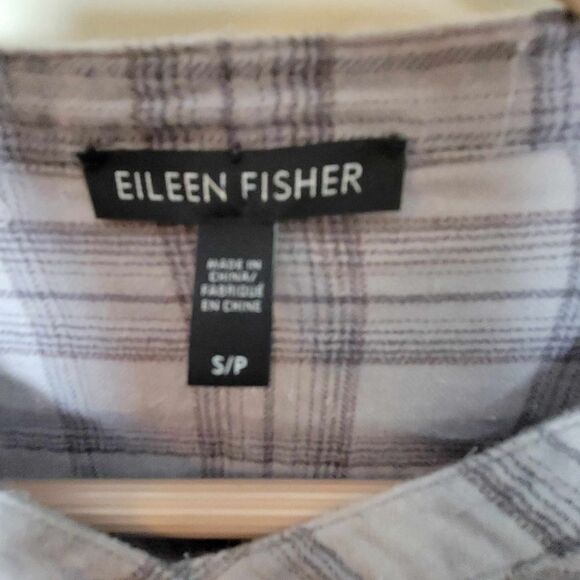 EILEEN FISHER
MADE IN
CHINA/
FABRIQUÉ
EN CHINE
S/P